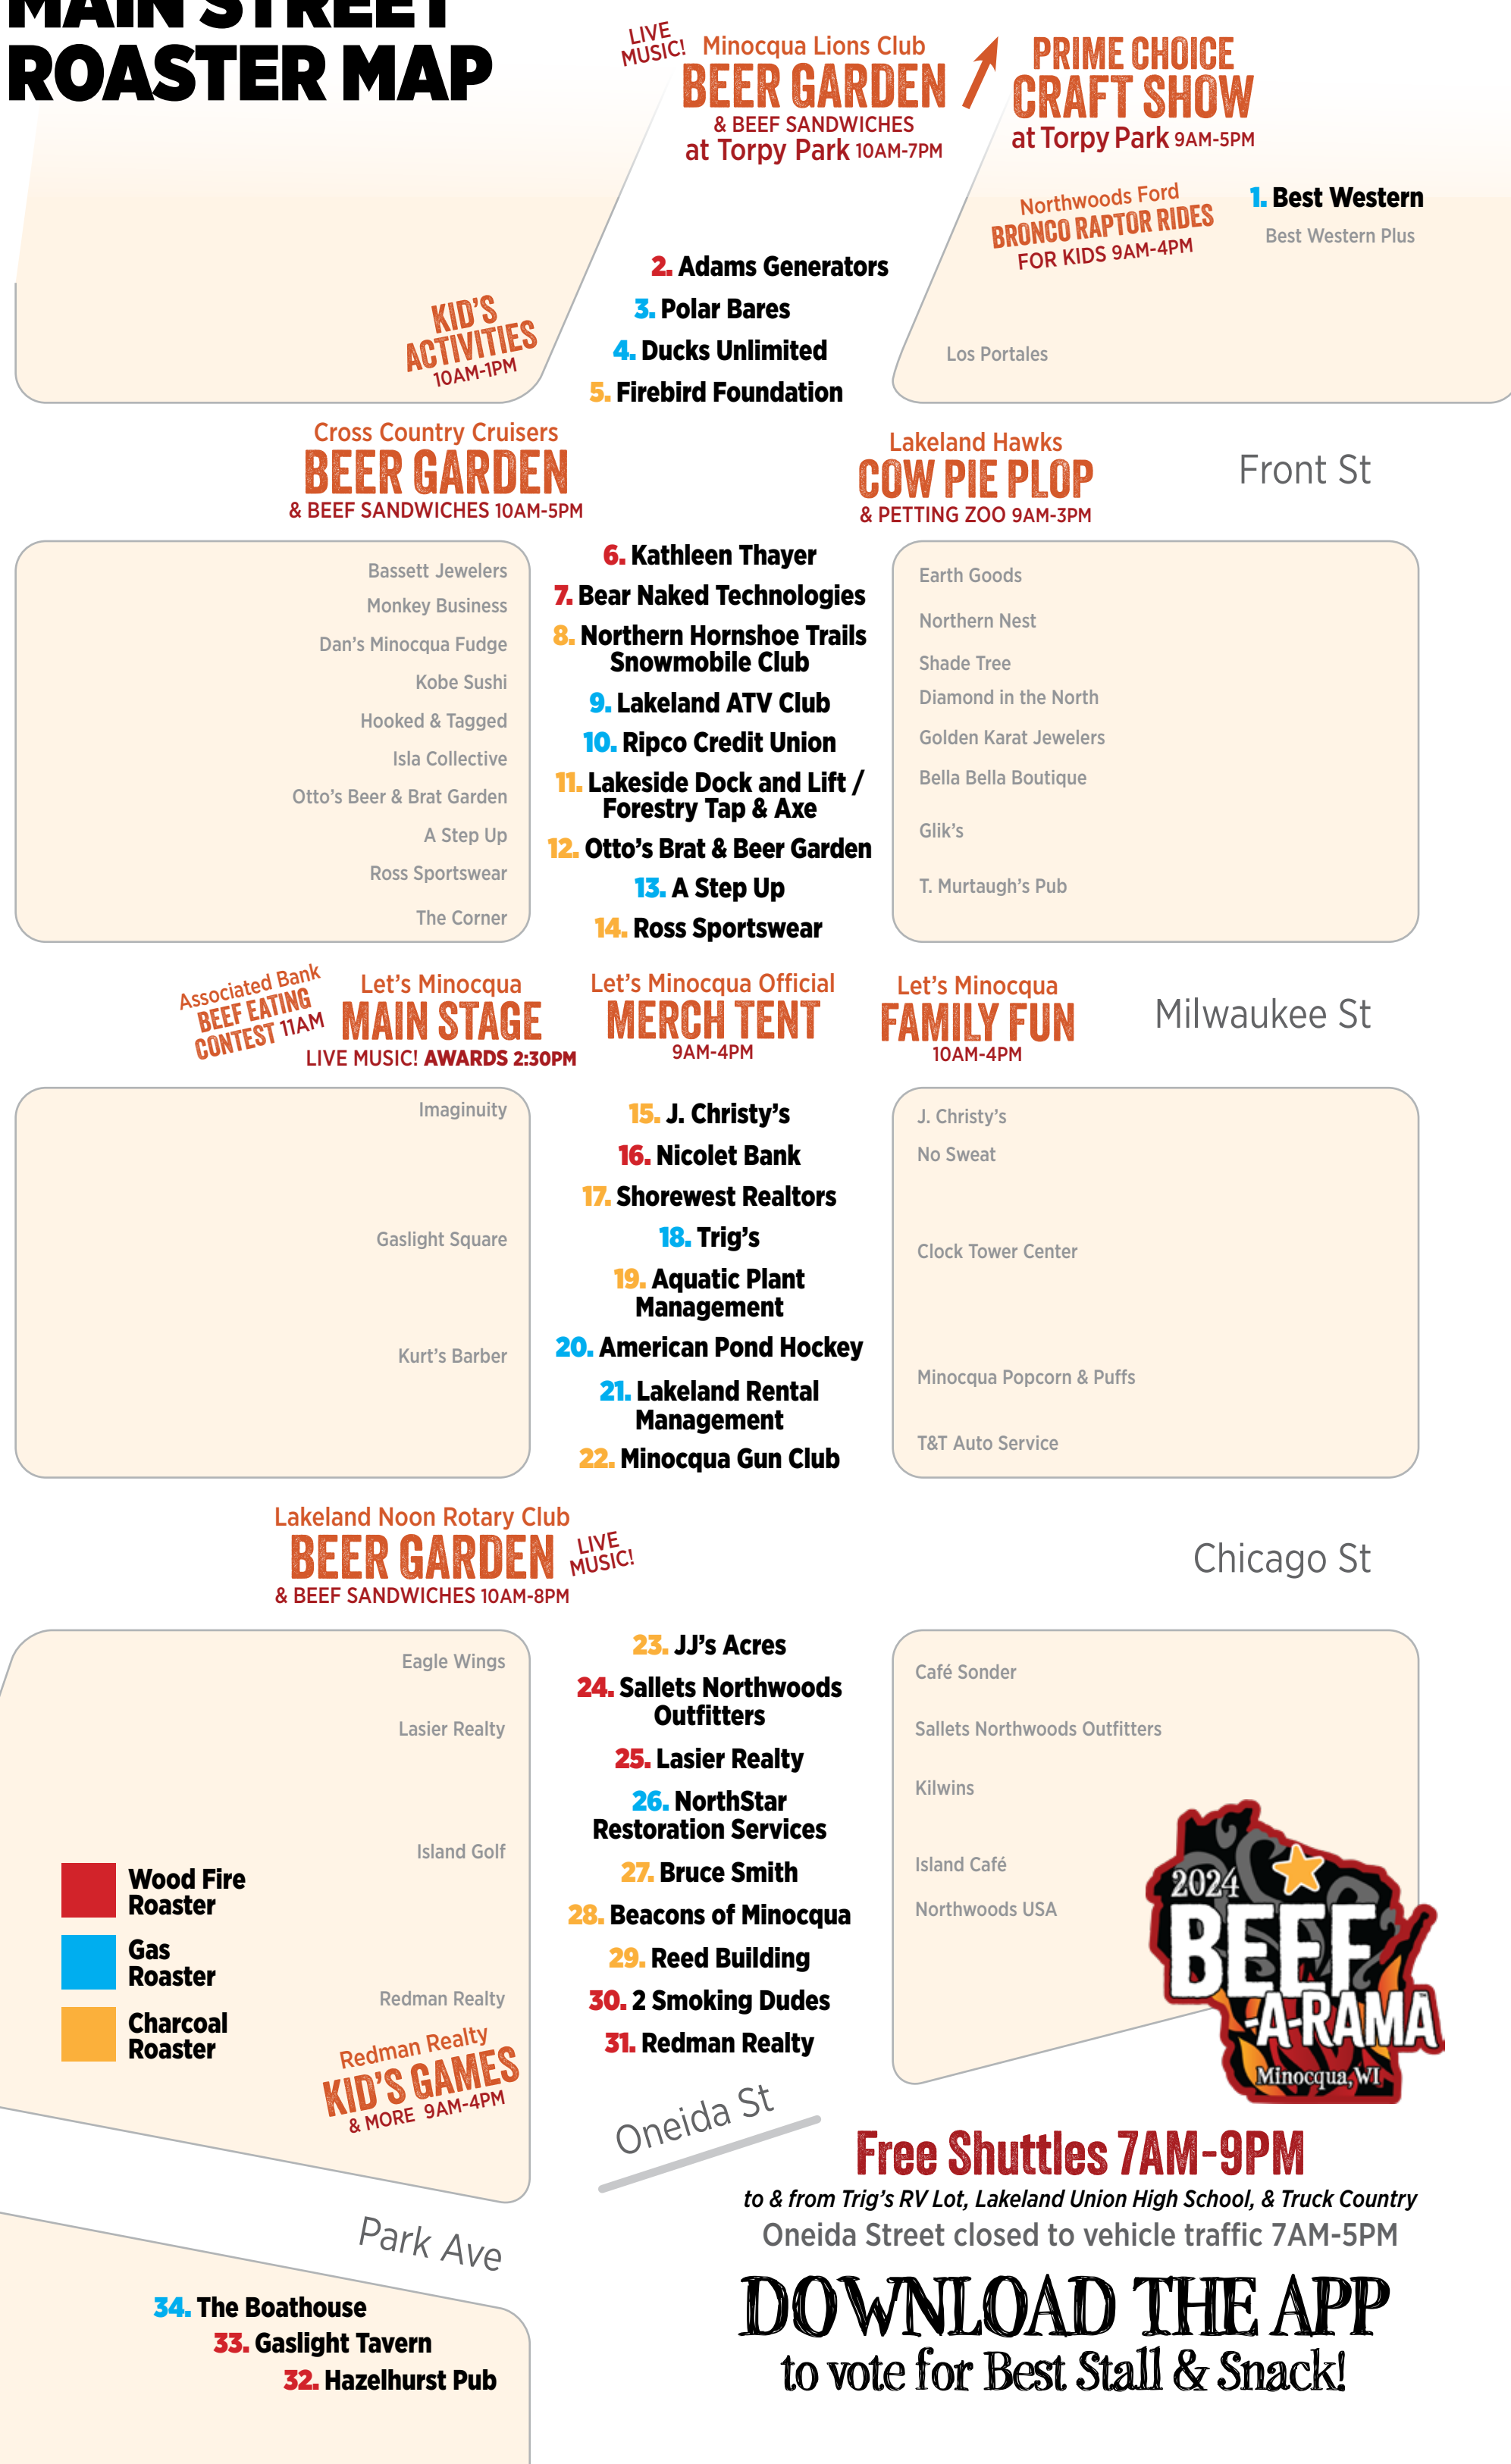 MAIN STREET
ROASTER MAP
LIVE
MUSIC!
Minocqua Lions Club
BEER GARDEN
& BEEF SANDWICHES
at Torpy Park 10AM-7PM
PRIME CHOICE
CRAFT SHOW
at Torpy Park 9AM-5PM
Northwoods Ford
BRONCO RAPTOR RIDES
FOR KIDS 9AM-4PM
1. Best Western
Best Western Plus
2. Adams Generators
3. Polar Bares
4. Ducks Unlimited
5. Firebird Foundation
KID'S
ACTIVITIES
10AM-1PM
Los Portales
Cross Country Cruisers
BEER GARDEN
& BEEF SANDWICHES 10AM-5PM
Lakeland Hawks
COW PIE PLOP
& PETTING ZOO 9AM-3PM
Front St
Bassett Jewelers
Monkey Business
Dan's Minocqua Fudge
Kobe Sushi
Hooked & Tagged
Isla Collective
Otto's Beer & Brat Garden
A Step Up
Ross Sportswear
The Corner
6. Kathleen Thayer
7. Bear Naked Technologies
8. Northern Hornshoe Trails
Snowmobile Club
9. Lakeland ATV Club
10. Ripco Credit Union
11. Lakeside Dock and Lift /
Forestry Tap & Axe
12. Otto's Brat & Beer Garden
13. A Step Up
14. Ross Sportswear
Earth Goods
Northern Nest
Shade Tree
Diamond in the North
Golden Karat Jewelers
Bella Bella Boutique
Glik's
T. Murtaugh's Pub
Associated Bank
BEEF EATING
CONTEST 11AM
Let's Minocqua
MAIN STAGE
LIVE MUSIC! AWARDS 2:30PM
Let's Minocqua Official
MERCH TENT
9AM-4PM
Let's Minocqua
FAMILY FUN
10AM-4PM
Milwaukee St
Imaginuity
Gaslight Square
Kurt's Barber
15. J. Christy's
16. Nicolet Bank
17. Shorewest Realtors
18. Trig's
19. Aquatic Plant
Management
20. American Pond Hockey
21. Lakeland Rental
Management
22. Minocqua Gun Club
J. Christy's
No Sweat
Clock Tower Center
Minocqua Popcorn & Puffs
T&T Auto Service
Lakeland Noon Rotary Club
BEER GARDEN
& BEEF SANDWICHES 10AM-8PM
LIVE
MUSIC!
Chicago St
Eagle Wings
Lasier Realty
Island Golf
Redman Realty
23. JJ's Acres
24. Sallets Northwoods
Outfitters
25. Lasier Realty
26. NorthStar
Restoration Services
27. Bruce Smith
28. Beacons of Minocqua
29. Reed Building
30. 2 Smoking Dudes
31. Redman Realty
Café Sonder
Sallets Northwoods Outfitters
Kilwins
Island Café
Northwoods USA
Wood Fire
Roaster
Gas
Roaster
Charcoal
Roaster
Redman Realty
KID'S GAMES
& MORE 9AM-4PM
2024
BEEF
-A-RAMA
TM
Minocqua, WI
Oneida St
Free Shuttles 7AM-9PM
to & from Trig's RV Lot, Lakeland Union High School, & Truck Country
Oneida Street closed to vehicle traffic 7AM-5PM
Park Ave
34. The Boathouse
33. Gaslight Tavern
32. Hazelhurst Pub
DOWNLOAD THE APP
to vote for Best Stall & Snack!